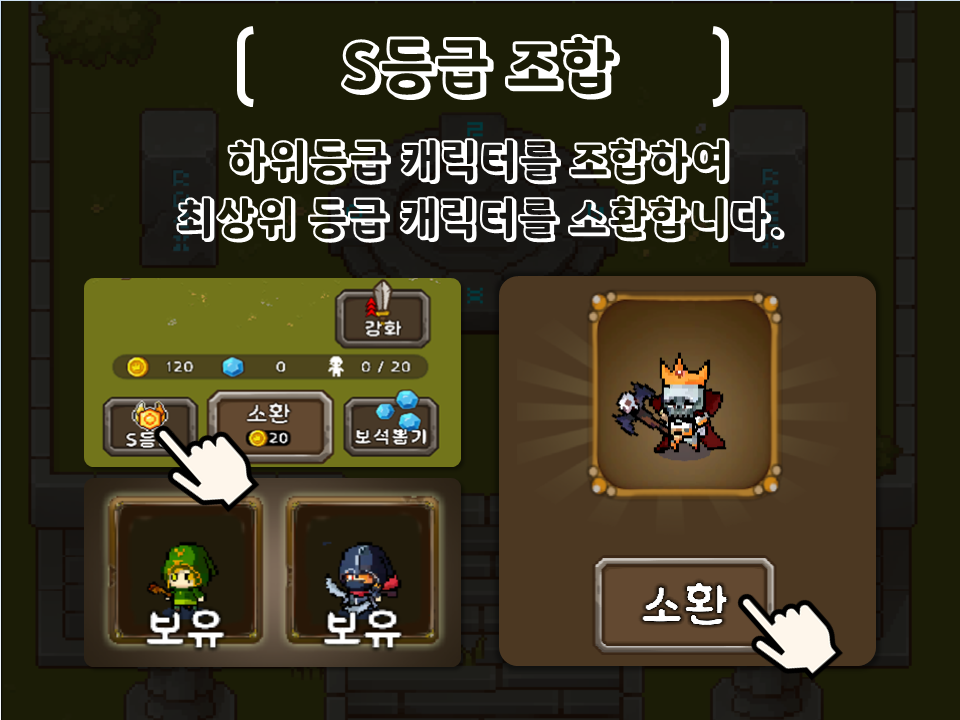 S등급 조합
하위등급 캐릭터를 조합하여
최상위 등급 캐릭터를 소환합니다.
강화
120 0 0 / 20
S등
소환
20
보석뽑기
보유 보유
소환